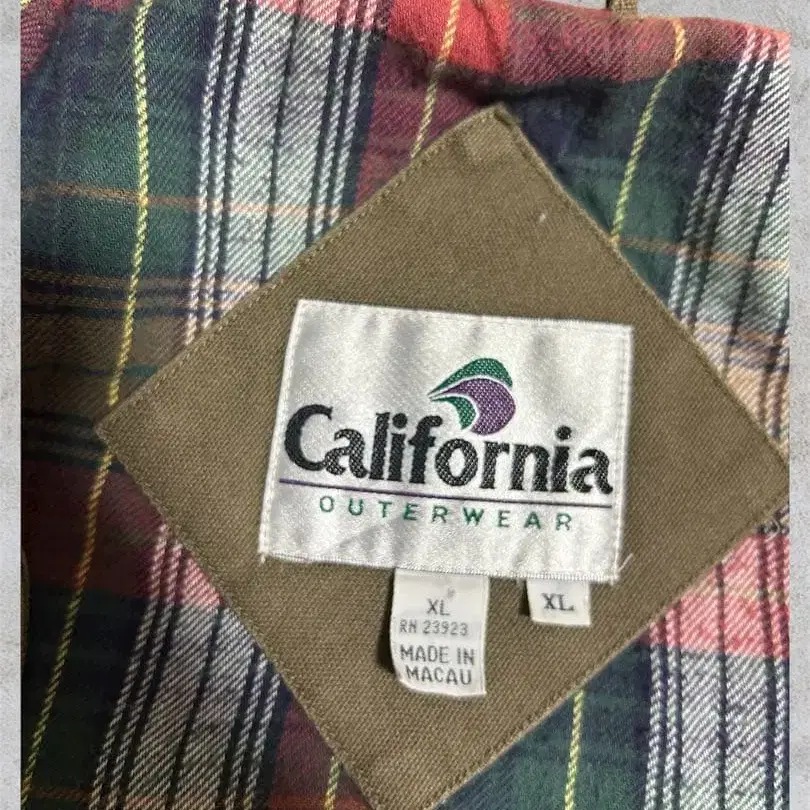 California
OUTERWEAR
XL
RN 23923
MADE IN
MACAU
XL